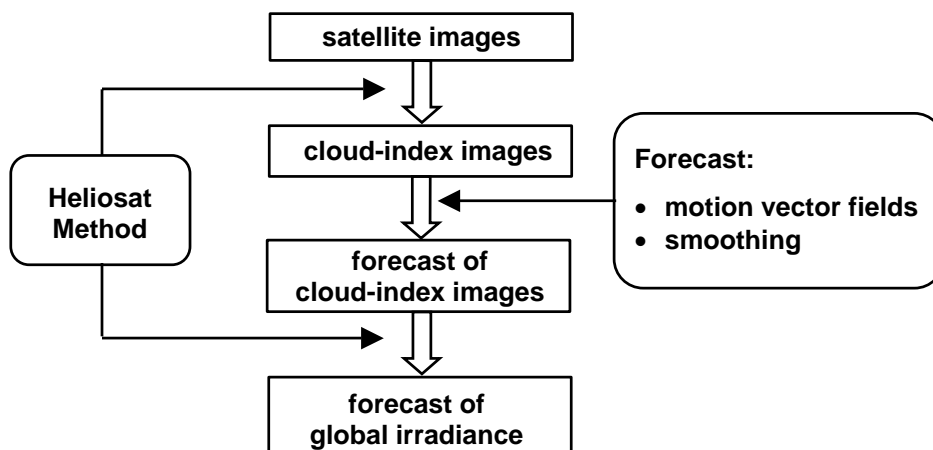 satellite images
cloud-index images
Heliosat
Method
Forecast:
• motion vector fields
• smoothing
forecast of
cloud-index images
forecast of
global irradiance